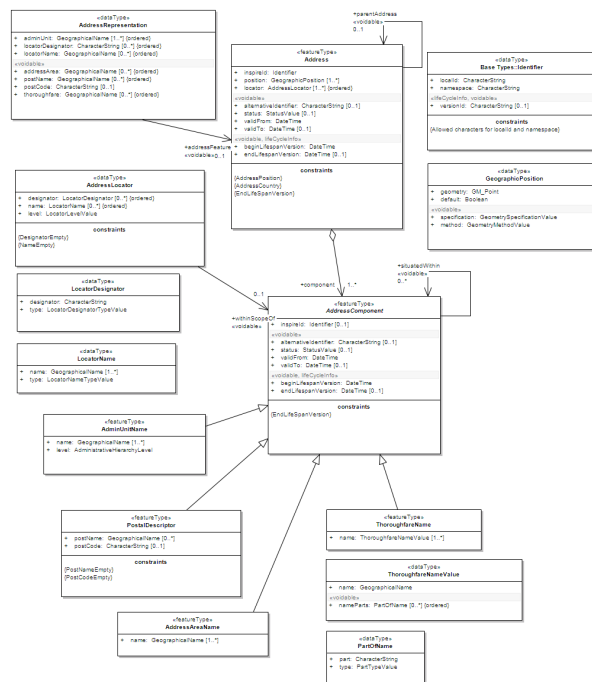 «dataType»
AddressRepresentation
+ adminUnit: GeographicalName [1..*] {ordered}
+ locatorDesignator: CharacterString [0..*] {ordered}
+ locatorName: GeographicalName [0..*] {ordered}
«voidable»
+ addressArea: GeographicalName [0..*] {ordered}
+ postName: GeographicalName [0..*] {ordered}
+ postCode: CharacterString [0..1]
+ thoroughfare: GeographicalName [0..*] {ordered}
+addressFeature
«voidable» 0..1
+parentAddress
«voidable»
0..1
«featureType»
Address
+ inspireId: Identifier
+ position: GeographicPosition [1..*]
+ locator: AddressLocator [1..*] {ordered}
«voidable»
+ alternativeIdentifier: CharacterString [0..1]
+ status: StatusValue [0..1]
+ validFrom: DateTime
+ validTo: DateTime [0..1]
«voidable, lifeCycleInfo»
+ beginLifespanVersion: DateTime
+ endLifespanVersion: DateTime [0..1]
constraints
{AddressPosition}
{AddressCountry}
{EndLifeSpanVersion}
«dataType»
Base Types::Identifier
+ localId: CharacterString
+ namespace: CharacterString
«lifeCycleInfo, voidable»
+ versionId: CharacterString [0..1]
constraints
{Allowed characters for localId and namespace}
«dataType»
GeographicPosition
+ geometry: GM_Point
+ default: Boolean
«voidable»
+ specification: GeometrySpecificationValue
+ method: GeometryMethodValue
«dataType»
AddressLocator
+ designator: LocatorDesignator [0..*] {ordered}
+ name: LocatorName [0..*] {ordered}
+ level: LocatorLevelValue
constraints
{DesignatorEmpty}
{NameEmpty}
«dataType»
LocatorDesignator
+ designator: CharacterString
+ type: LocatorDesignatorTypeValue
«dataType»
LocatorName
+ name: GeographicalName [1..*]
+ type: LocatorNameTypeValue
0..1
+withinScopeOf
«voidable»
+component
1..*
+situatedWithin
«voidable»
0..*
«featureType»
AddressComponent
+ inspireId: Identifier [0..1]
«voidable»
+ alternativeIdentifier: CharacterString [0..1]
+ status: StatusValue [0..1]
+ validFrom: DateTime
+ validTo: DateTime [0..1]
«voidable, lifeCycleInfo»
+ beginLifespanVersion: DateTime
+ endLifespanVersion: DateTime [0..1]
constraints
{EndLifeSpanVersion}
«featureType»
AdminUnitName
+ name: GeographicalName [1..*]
+ level: AdministrativeHierarchyLevel
«featureType»
PostalDescriptor
+ postName: GeographicalName [0..*]
+ postCode: CharacterString [0..1]
constraints
{PostNameEmpty}
{PostCodeEmpty}
«featureType»
AddressAreaName
+ name: GeographicalName [1..*]
«featureType»
ThoroughfareName
+ name: ThoroughfareNameValue [1..*]
«dataType»
ThoroughfareNameValue
+ name: GeographicalName
«voidable»
+ nameParts: PartOfName [0..*] {ordered}
«dataType»
PartOfName
+ part: CharacterString
+ type: PartTypeValue